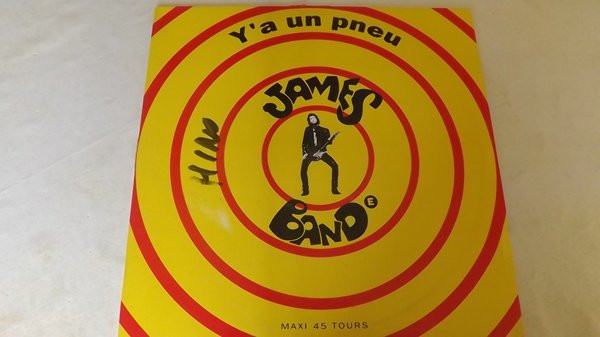 Y'a un pneu
JAMES
BAND E
MAXI 45 TOURS